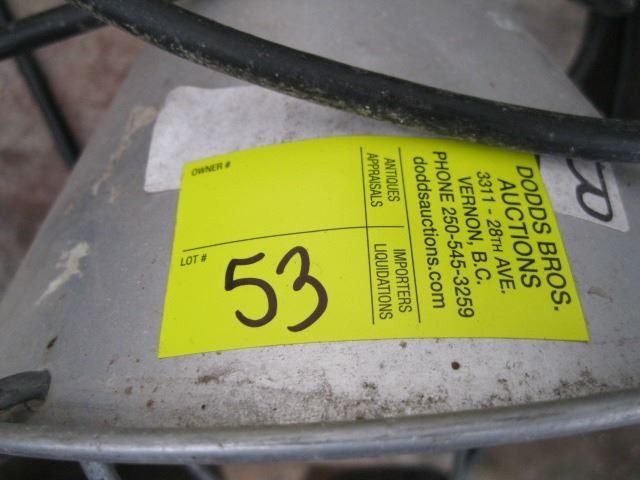 OWNER #
LOT #
53
ANTIQUES
APPRAISALS
IMPORTERS
LIQUIDATIONS
DODDS BROS.
AUCTIONS
3311 - 28TH AVE.
VERNON, B.C.
PHONE 250-545-3259
doddsauctions.com